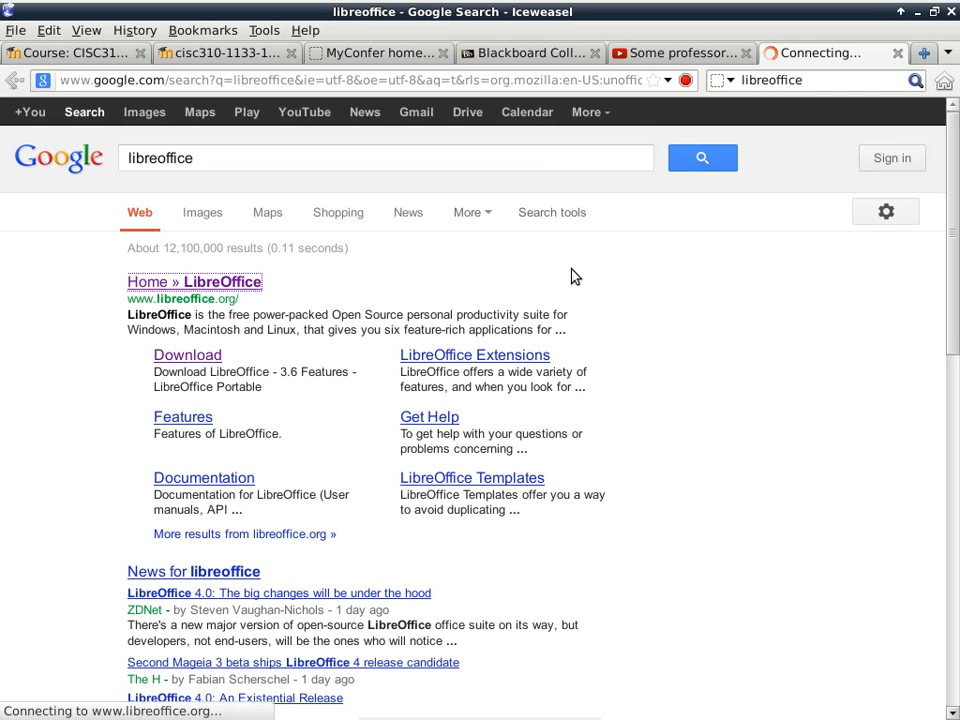 libreoffice - Google Search - Iceweasel
File Edit View History Bookmarks Tools Help
Course: CISC31... cisc310-1133-1... MyConfer home... Blackboard Coll... Some professor... Connecting...
www.google.com/search?q=libreoffice&ie=utf-8&oe=utf-8&aq=t&rls=org.mozilla:en-US:unoffic libreoffice
+You Search Images Maps Play YouTube News Gmail Drive Calendar More
Google libreoffice Sign in
Web Images Maps Shopping News More Search tools
About 12,100,000 results (0.11 seconds)
Home » LibreOffice
www.libreoffice.org/
LibreOffice is the free power-packed Open Source personal productivity suite for
Windows, Macintosh and Linux, that gives you six feature-rich applications for ...
Download
Download LibreOffice - 3.6 Features -
LibreOffice Portable
LibreOffice Extensions
LibreOffice offers a wide variety of
features, and when you look for ...
Features
Features of LibreOffice.
Get Help
To get help with your questions or
problems concerning ...
Documentation
Documentation for LibreOffice (User
manuals, API ...
LibreOffice Templates
LibreOffice Templates offer you a way
to avoid duplicating ...
More results from libreoffice.org »
News for libreoffice
LibreOffice 4.0: The big changes will be under the hood
ZDNet - by Steven Vaughan-Nichols - 1 day ago
There's a new major version of open-source LibreOffice office suite on its way, but
developers, not end-users, will be the ones who will notice ...
Second Mageia 3 beta ships LibreOffice 4 release candidate
The H - by Fabian Scherschel - 1 day ago
LibreOffice 4.0: An Existential Release
Connecting to www.libreoffice.org...